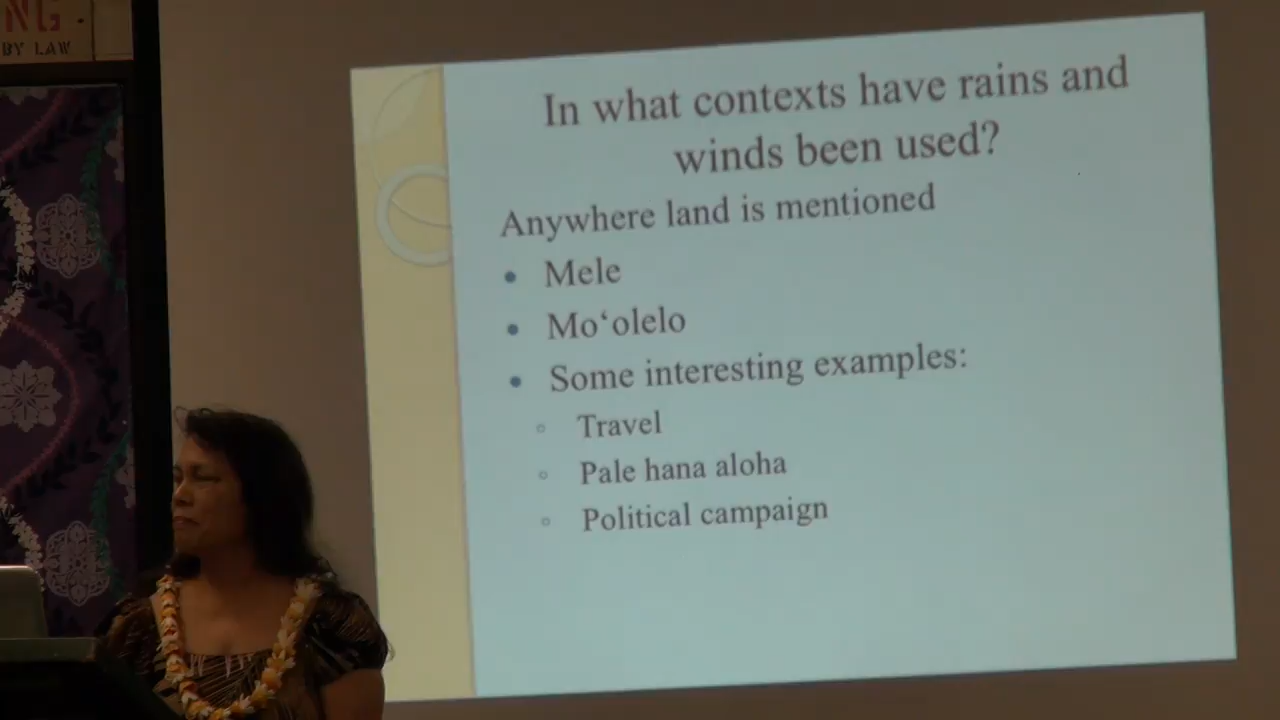 NG
BY LAW
In what contexts have rains and
winds been used?
Anywhere land is mentioned
• Mele
• Moʻolelo
• Some interesting examples:
◦ Travel
◦ Pale hana aloha
◦ Political campaign